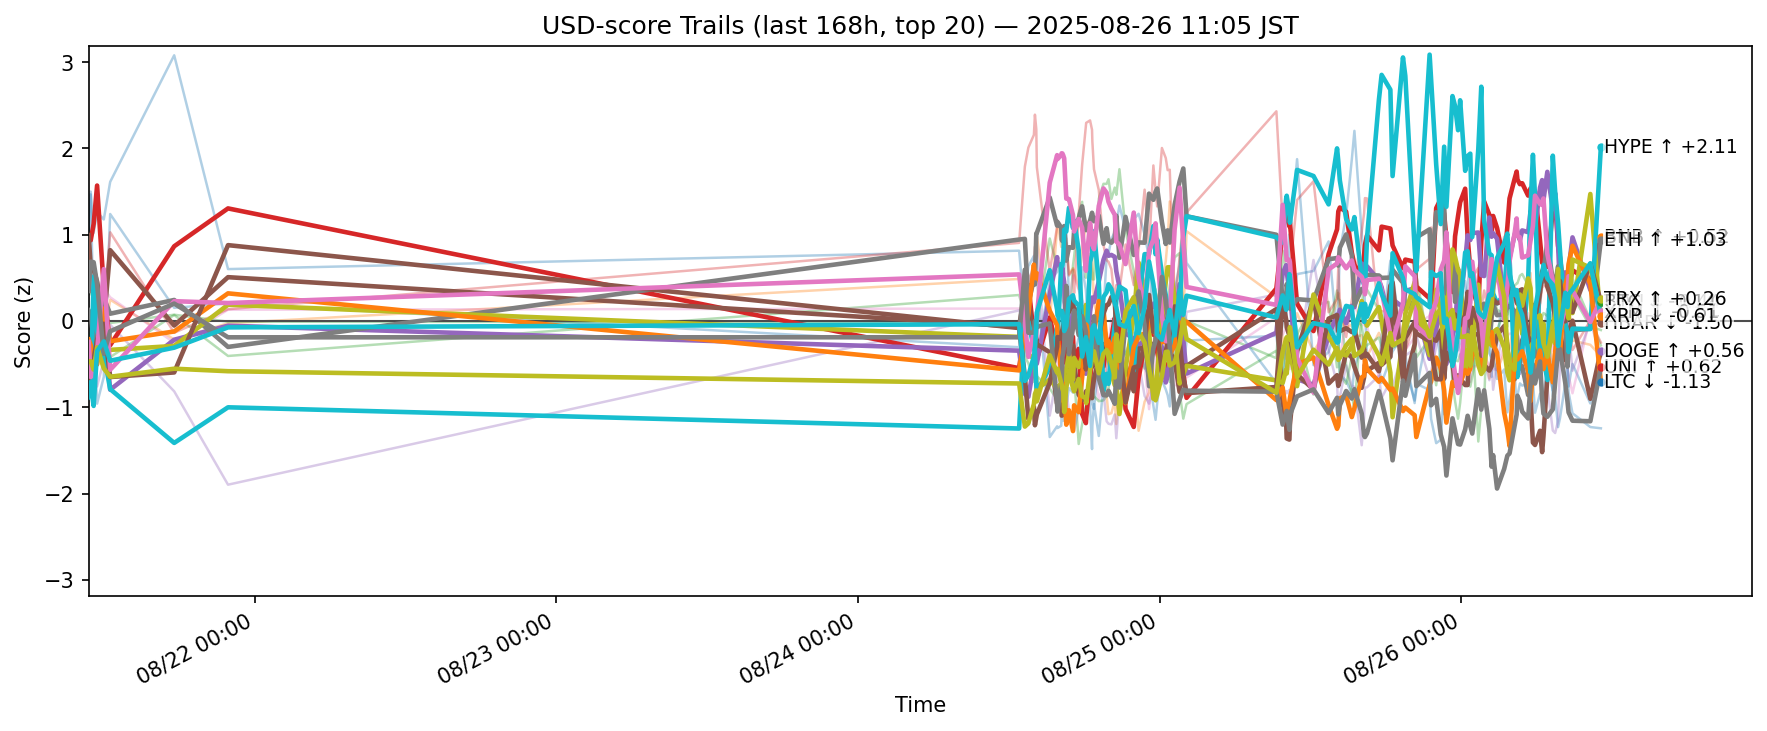 USD-score Trails (last 168h, top 20) — 2025-08-26 11:05 JST
Score (z)
3
2
1
0
−1
−2
−3
HYPE ↑ +2.11
ETH ↑ +1.03
TRX ↑ +0.26
XRP ↓ -0.61
DOGE ↑ +0.56
UNI ↑ +0.62
LTC ↓ -1.13
08/22 00:00
08/23 00:00
08/24 00:00
08/25 00:00
08/26 00:00
Time